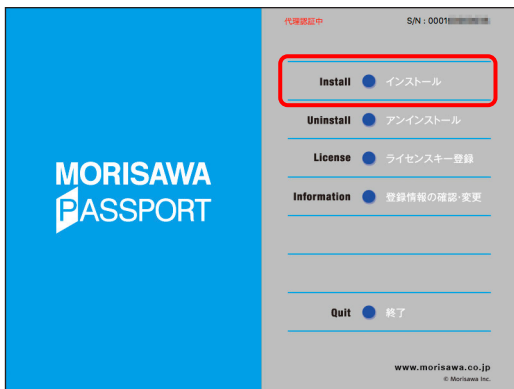 代理認証中 S/N : 0001
Install インストール
Uninstall アンインストール
License ライセンスキー登録
MORISAWA
PASSPORT
Information 登録情報の確認・変更
Quit 終了
www.morisawa.co.jp
© Morisawa Inc.